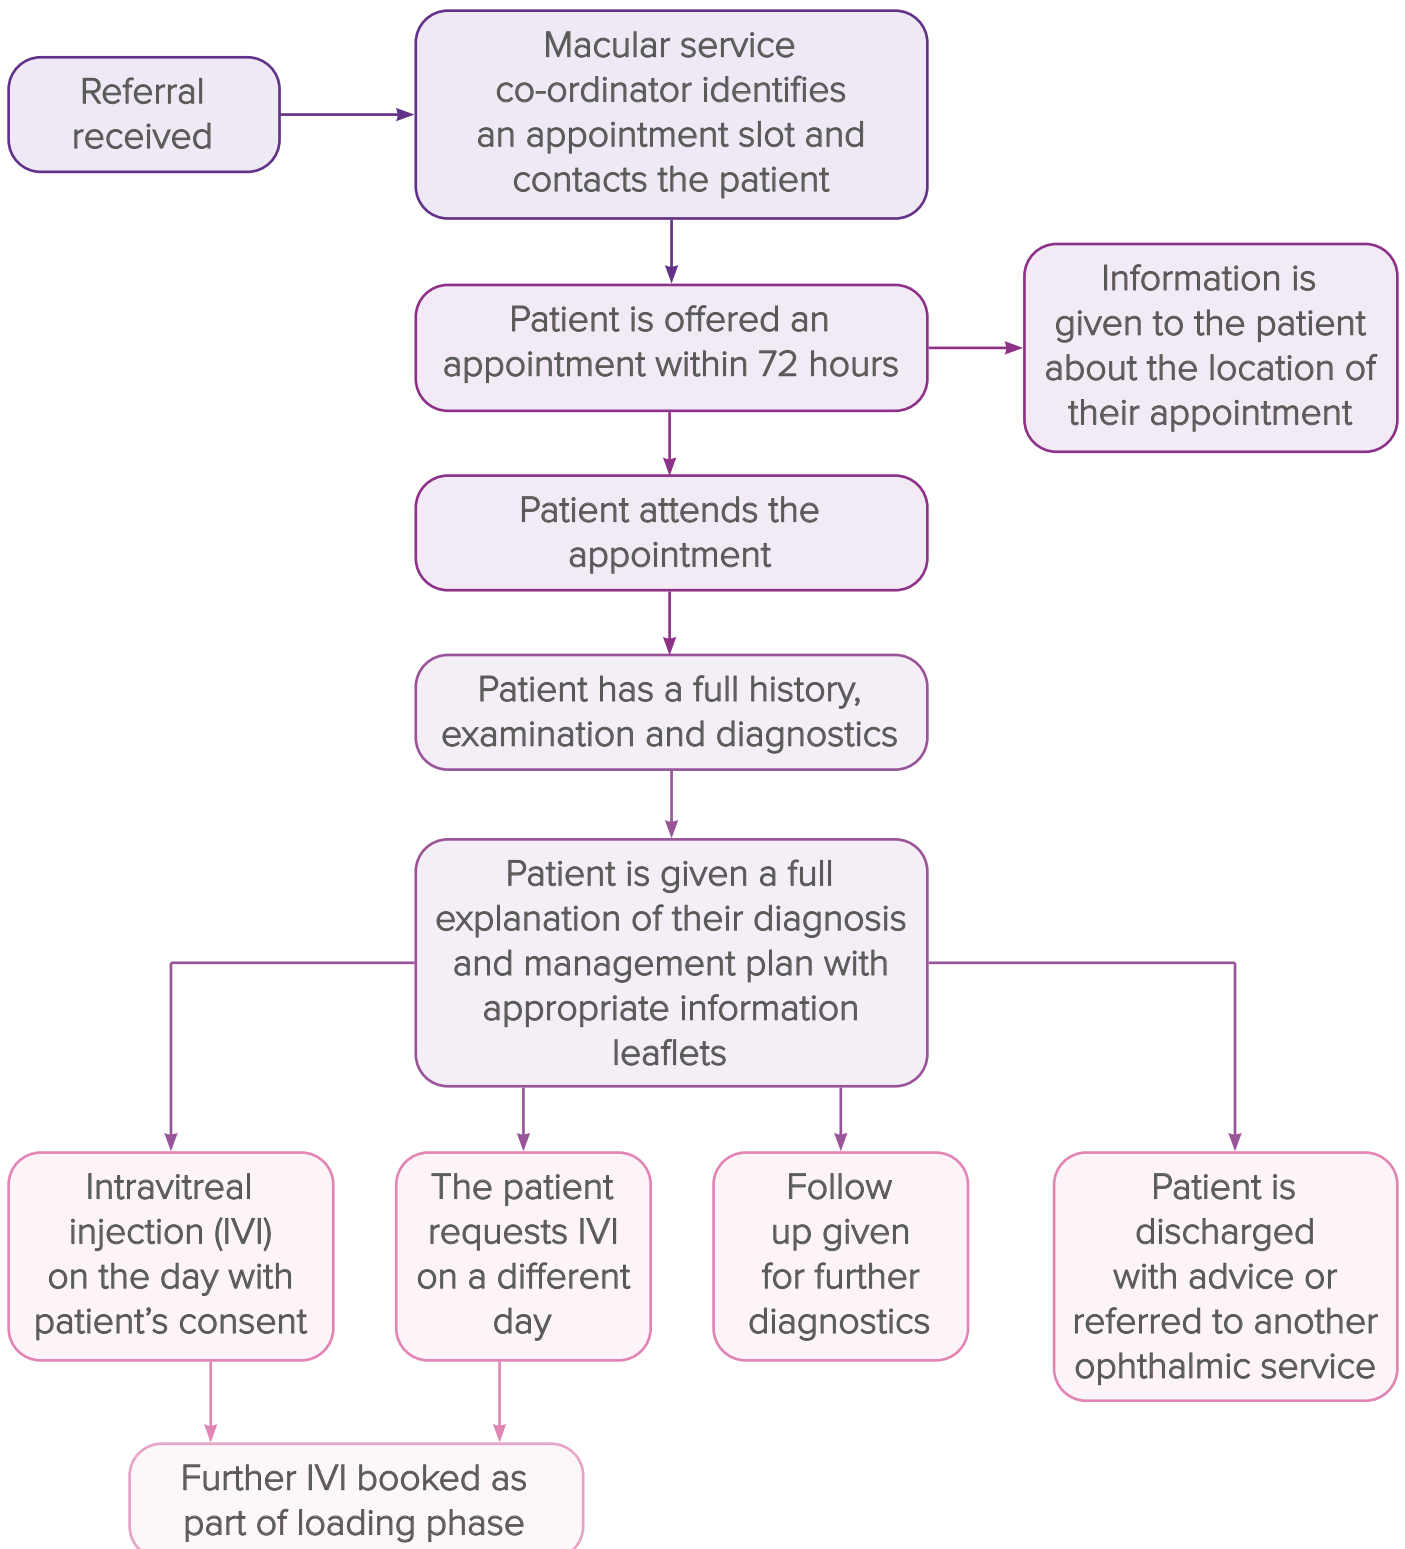 Referral
received
Macular service
co-ordinator identifies
an appointment slot and
contacts the patient
Patient is offered an
appointment within 72 hours
Information is
given to the patient
about the location of
their appointment
Patient attends the
appointment
Patient has a full history,
examination and diagnostics
Patient is given a full
explanation of their diagnosis
and management plan with
appropriate information
leaflets
Intravitreal
injection (IVI)
on the day with
patient’s consent
The patient
requests IVI
on a different
day
Follow
up given
for further
diagnostics
Patient is
discharged
with advice or
referred to another
ophthalmic service
Further IVI booked as
part of loading phase